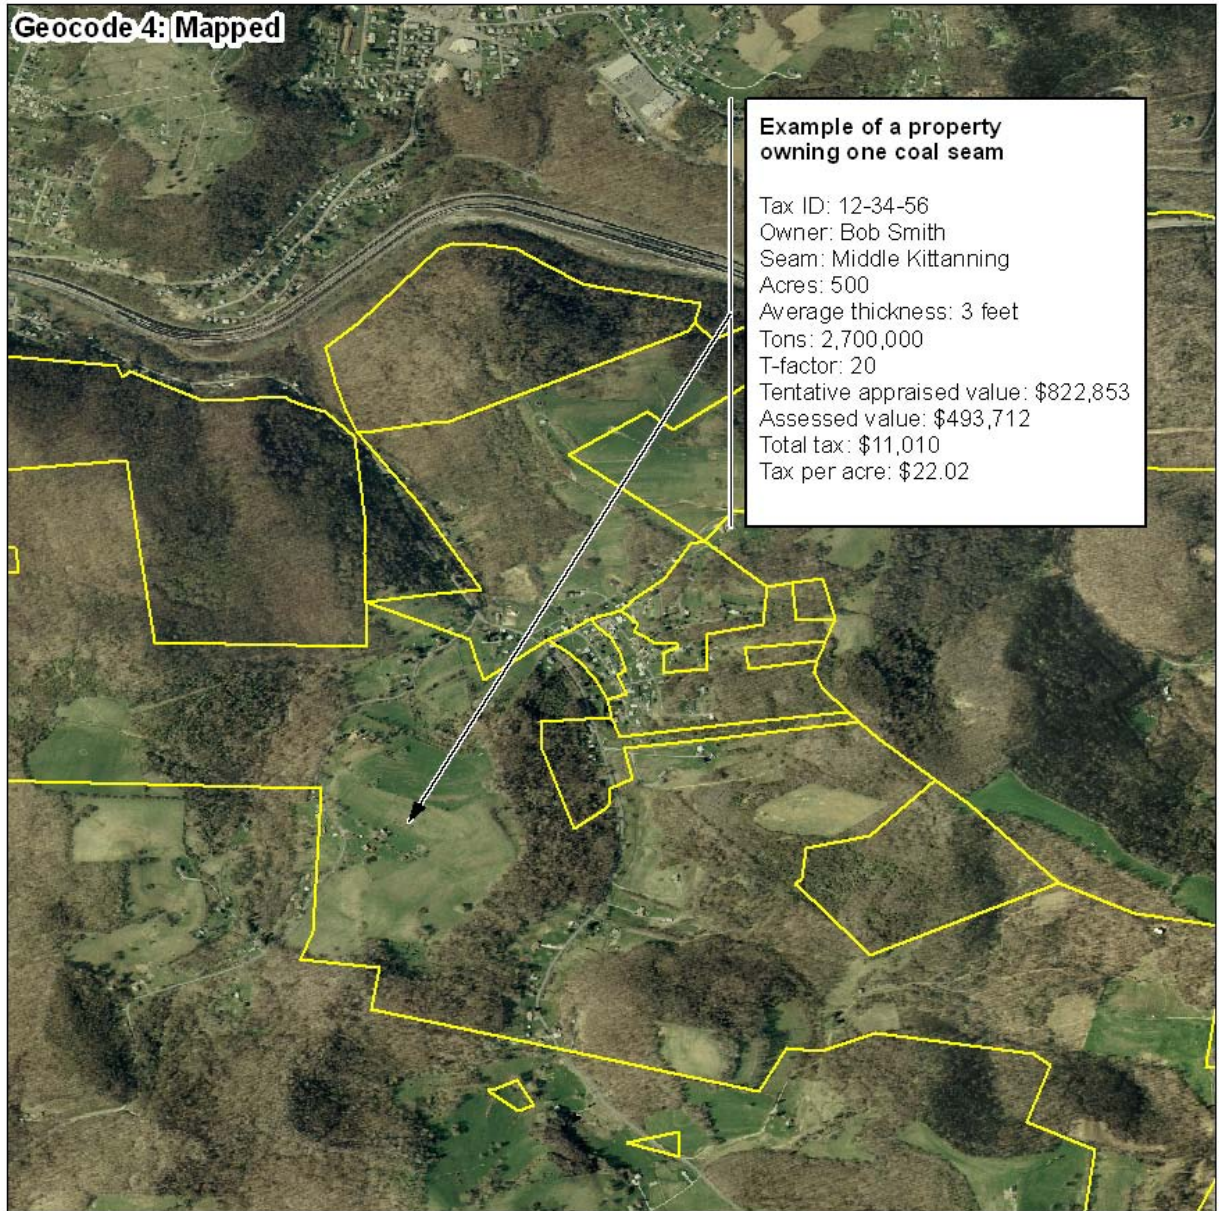 Geocode 4: Mapped
Example of a property
owning one coal seam
Tax ID: 12-34-56
Owner: Bob Smith
Seam: Middle Kittanning
Acres: 500
Average thickness: 3 feet
Tons: 2,700,000
T-factor: 20
Tentative appraised value: $822,853
Assessed value: $493,712
Total tax: $11,010
Tax per acre: $22.02